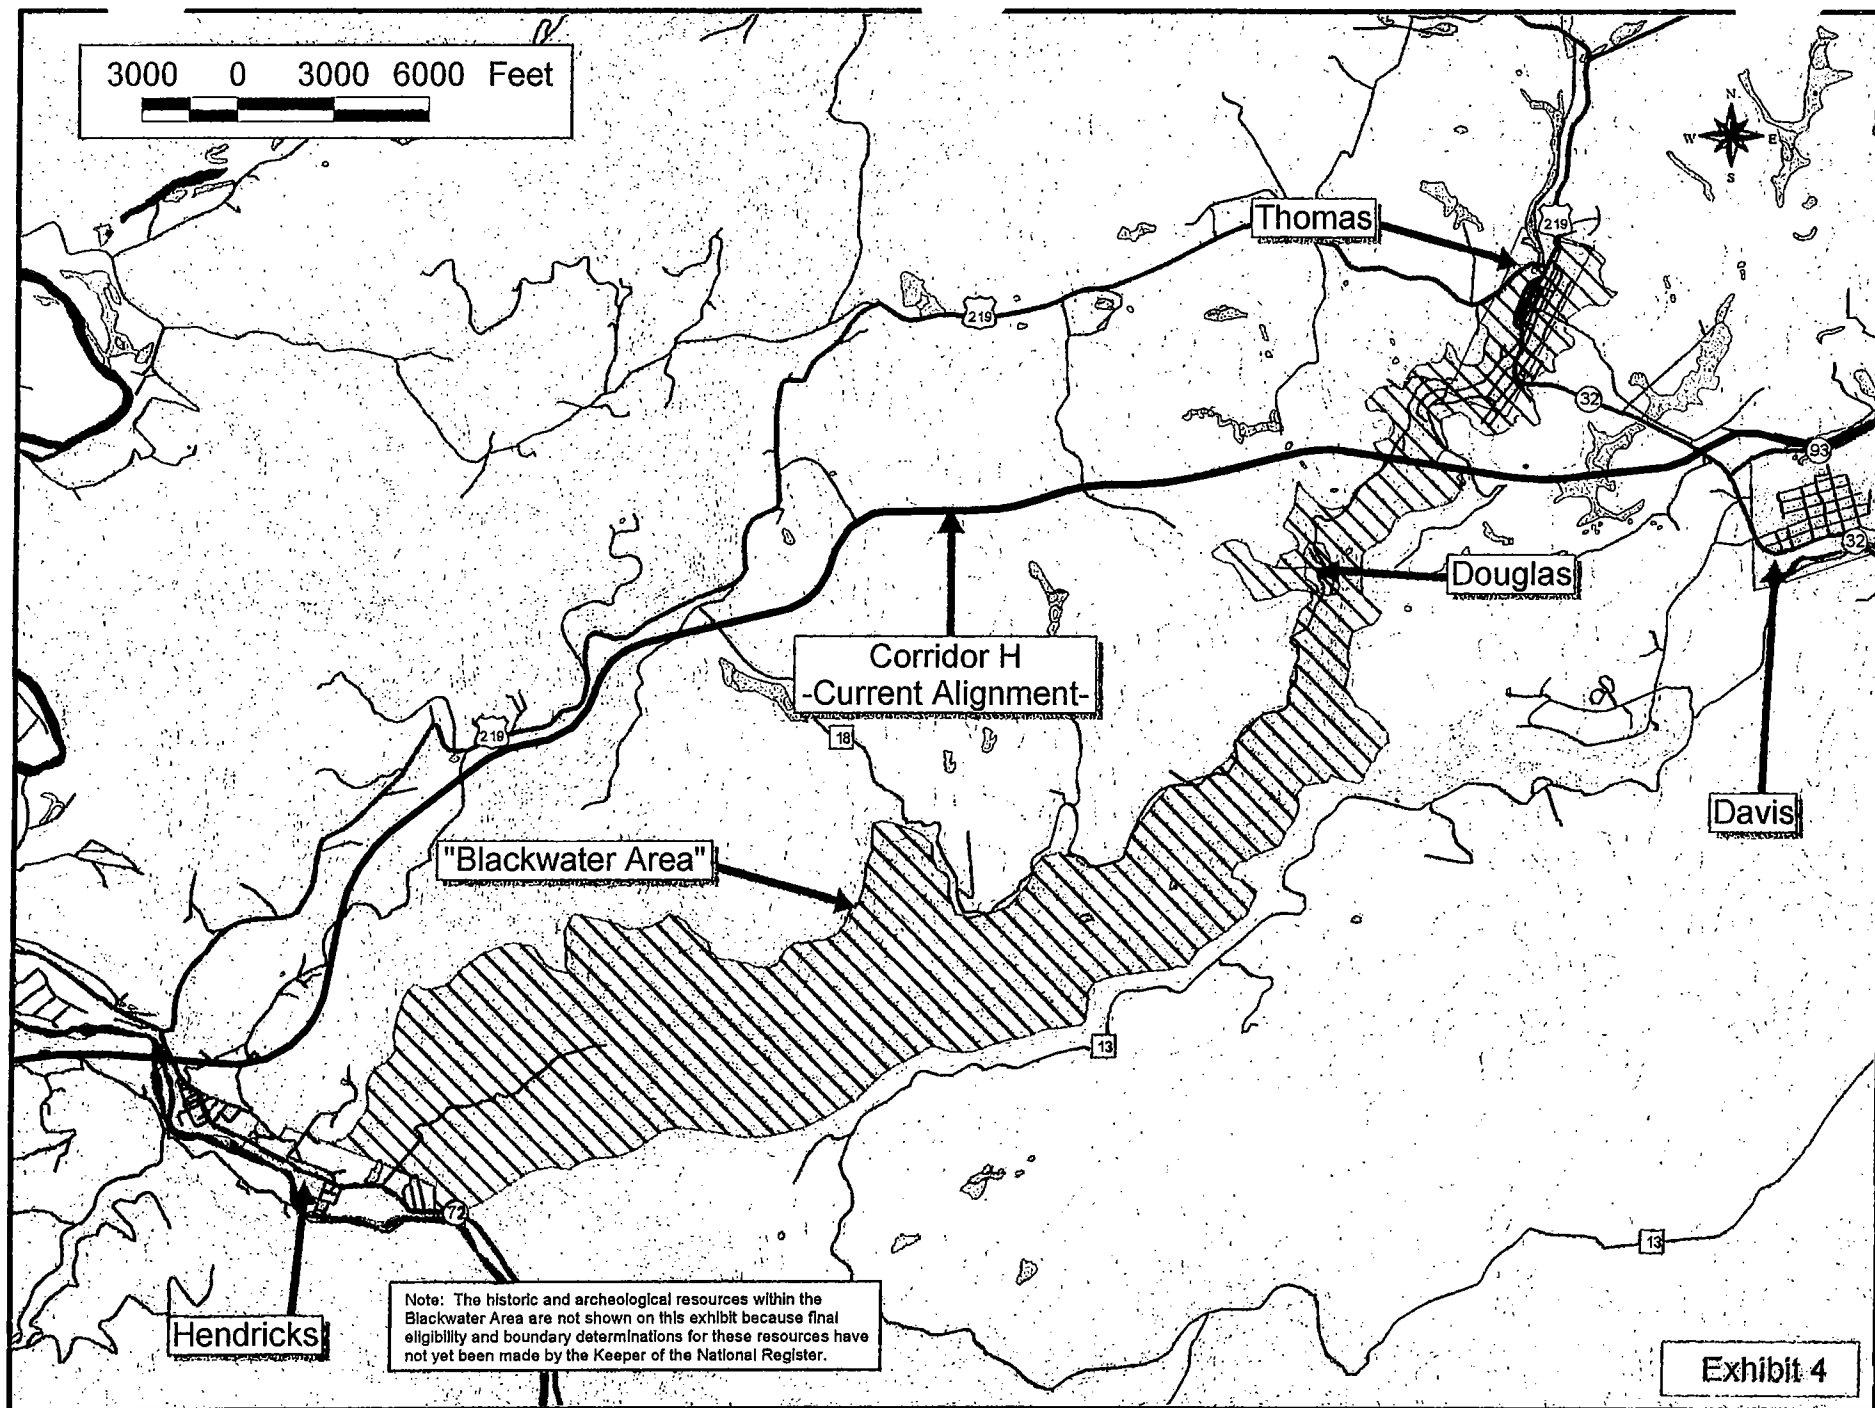 3000 0 3000 6000 Feet
N
W E
S
Thomas
219
219
32
93
32
Douglas
Corridor H
-Current Alignment-
219
18
Davis
"Blackwater Area"
13
72
13
Hendricks
Note: The historic and archeological resources within the
Blackwater Area are not shown on this exhibit because final
eligibility and boundary determinations for these resources have
not yet been made by the Keeper of the National Register.
Exhibit 4